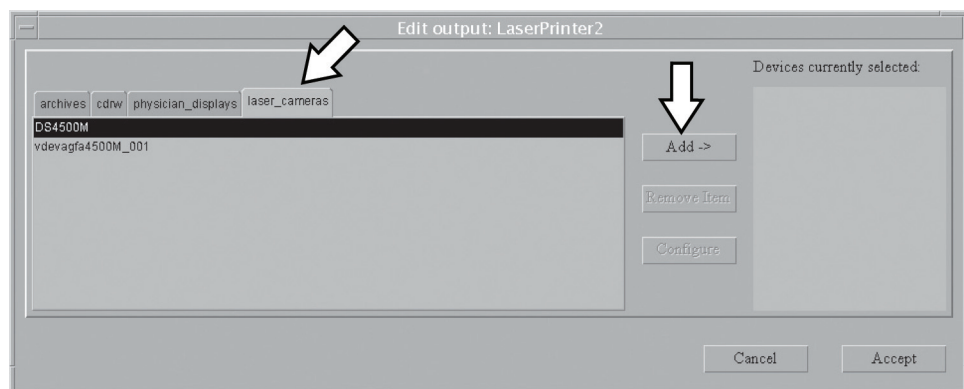 Edit output: LaserPrinter2
Devices currently selected:
archives cdrw physician_displays laser_cameras
DS4500M
vdevagfa4500M_001
Add ->
Remove Item
Configure
Cancel Accept